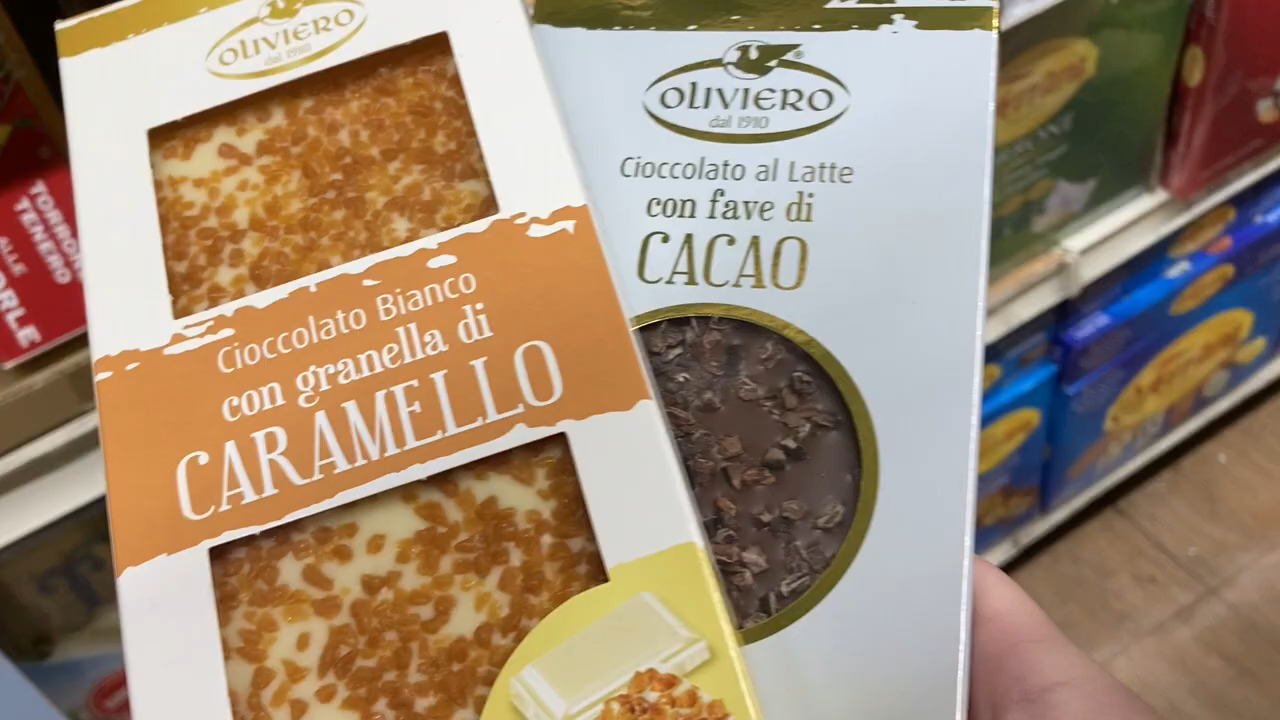 OLIVIERO
dal 1910
Cioccolato Bianco
con granella di
CARAMELLO
OLIVIERO
dal 1910
Cioccolato al Latte
con fave di
CACAO
TORRONE
TENERO
ALLE